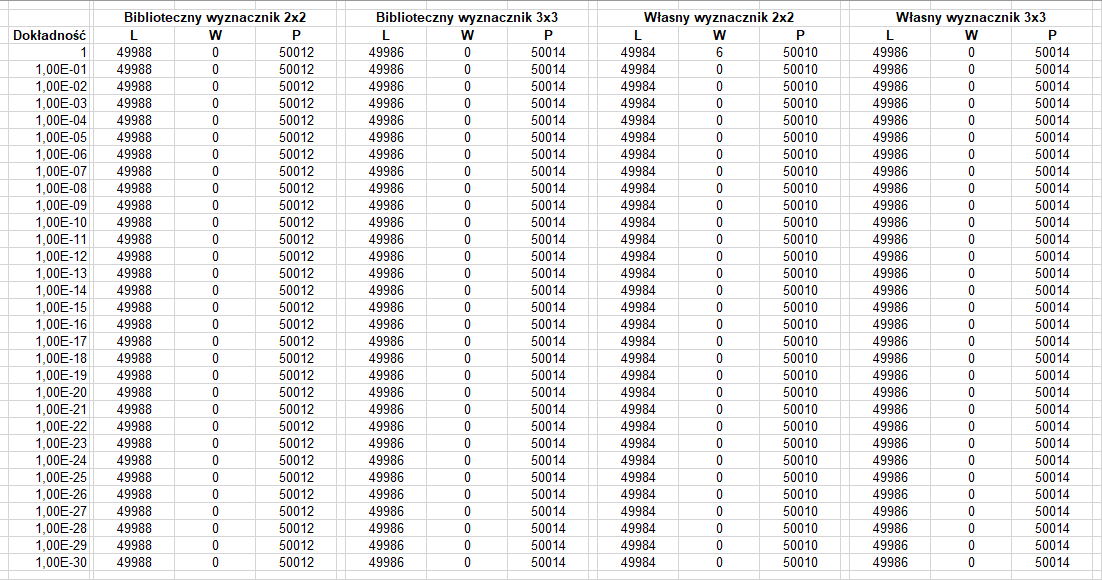 Biblioteczny wyznacznik 2x2 Biblioteczny wyznacznik 3x3 Własny wyznacznik 2x2 Własny wyznacznik 3x3
Dokładność L W P L W P L W P L W P
1 49988 0 50012 49986 0 50014 49984 6 50010 49986 0 50014
1,00E-01 49988 0 50012 49986 0 50014 49984 0 50010 49986 0 50014
1,00E-02 49988 0 50012 49986 0 50014 49984 0 50010 49986 0 50014
1,00E-03 49988 0 50012 49986 0 50014 49984 0 50010 49986 0 50014
1,00E-04 49988 0 50012 49986 0 50014 49984 0 50010 49986 0 50014
1,00E-05 49988 0 50012 49986 0 50014 49984 0 50010 49986 0 50014
1,00E-06 49988 0 50012 49986 0 50014 49984 0 50010 49986 0 50014
1,00E-07 49988 0 50012 49986 0 50014 49984 0 50010 49986 0 50014
1,00E-08 49988 0 50012 49986 0 50014 49984 0 50010 49986 0 50014
1,00E-09 49988 0 50012 49986 0 50014 49984 0 50010 49986 0 50014
1,00E-10 49988 0 50012 49986 0 50014 49984 0 50010 49986 0 50014
1,00E-11 49988 0 50012 49986 0 50014 49984 0 50010 49986 0 50014
1,00E-12 49988 0 50012 49986 0 50014 49984 0 50010 49986 0 50014
1,00E-13 49988 0 50012 49986 0 50014 49984 0 50010 49986 0 50014
1,00E-14 49988 0 50012 49986 0 50014 49984 0 50010 49986 0 50014
1,00E-15 49988 0 50012 49986 0 50014 49984 0 50010 49986 0 50014
1,00E-16 49988 0 50012 49986 0 50014 49984 0 50010 49986 0 50014
1,00E-17 49988 0 50012 49986 0 50014 49984 0 50010 49986 0 50014
1,00E-18 49988 0 50012 49986 0 50014 49984 0 50010 49986 0 50014
1,00E-19 49988 0 50012 49986 0 50014 49984 0 50010 49986 0 50014
1,00E-20 49988 0 50012 49986 0 50014 49984 0 50010 49986 0 50014
1,00E-21 49988 0 50012 49986 0 50014 49984 0 50010 49986 0 50014
1,00E-22 49988 0 50012 49986 0 50014 49984 0 50010 49986 0 50014
1,00E-23 49988 0 50012 49986 0 50014 49984 0 50010 49986 0 50014
1,00E-24 49988 0 50012 49986 0 50014 49984 0 50010 49986 0 50014
1,00E-25 49988 0 50012 49986 0 50014 49984 0 50010 49986 0 50014
1,00E-26 49988 0 50012 49986 0 50014 49984 0 50010 49986 0 50014
1,00E-27 49988 0 50012 49986 0 50014 49984 0 50010 49986 0 50014
1,00E-28 49988 0 50012 49986 0 50014 49984 0 50010 49986 0 50014
1,00E-29 49988 0 50012 49986 0 50014 49984 0 50010 49986 0 50014
1,00E-30 49988 0 50012 49986 0 50014 49984 0 50010 49986 0 50014